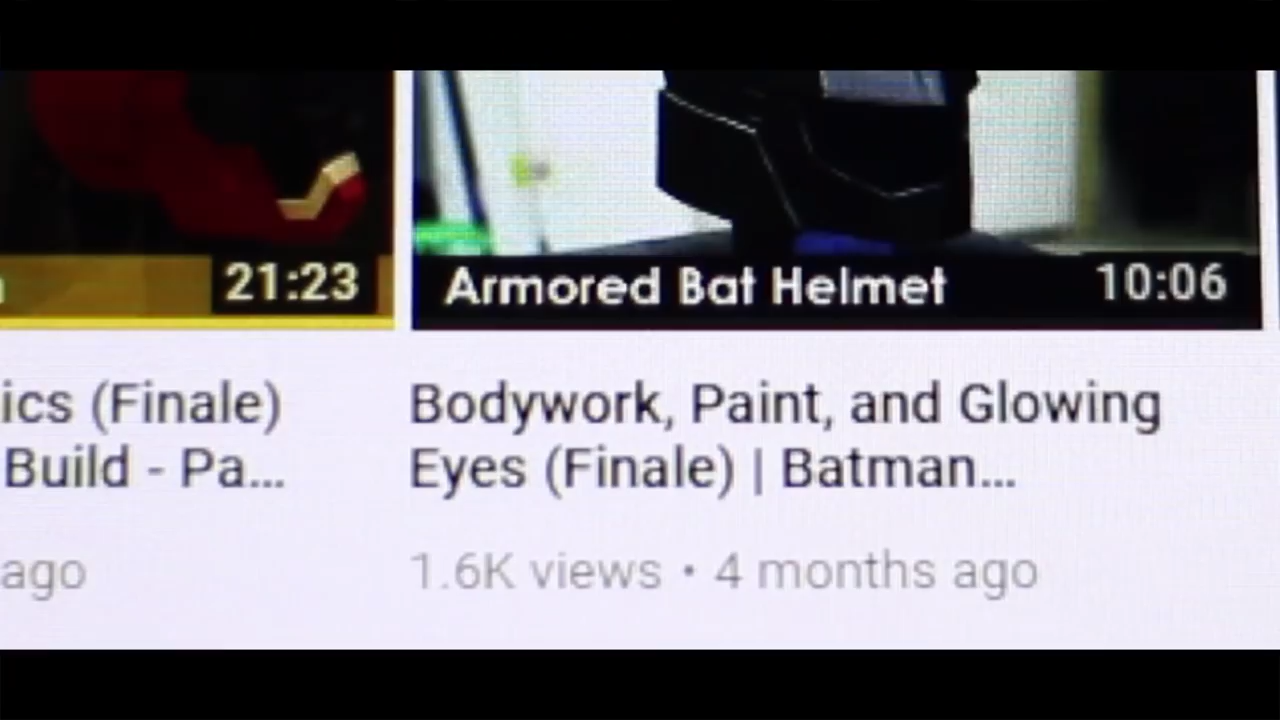 21:23
Armored Bat Helmet
10:06
ics (Finale)
Build - Pa...
ago
Bodywork, Paint, and Glowing
Eyes (Finale) | Batman...
1.6K views • 4 months ago